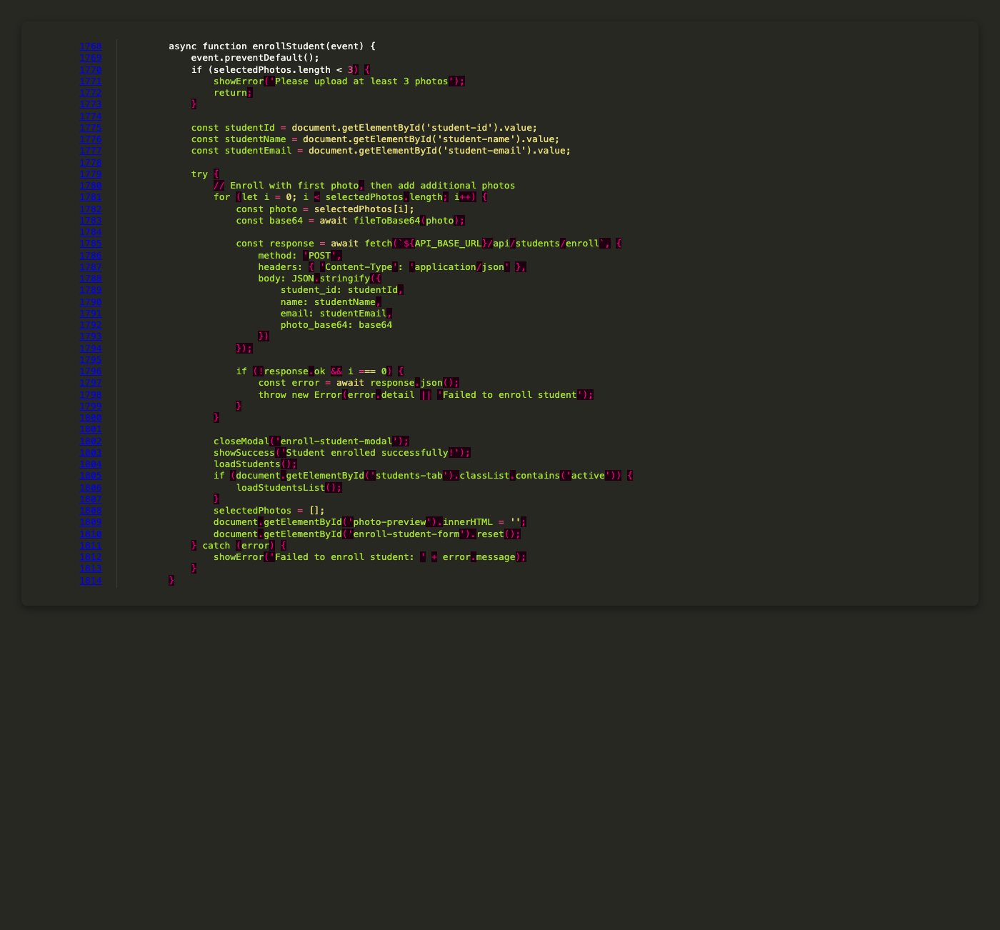 1768 async function enrollStudent(event) {
1769 event.preventDefault();
1770 if (selectedPhotos.length < 3) {
1771 showError('Please upload at least 3 photos');
1772 return;
1773 }
1774
1775 const studentId = document.getElementById('student-id').value;
1776 const studentName = document.getElementById('student-name').value;
1777 const studentEmail = document.getElementById('student-email').value;
1778
1779 try {
1780 // Enroll with first photo, then add additional photos
1781 for (let i = 0; i < selectedPhotos.length; i++) {
1782 const photo = selectedPhotos[i];
1783 const base64 = await fileToBase64(photo);
1784
1785 const response = await fetch(`${API_BASE_URL}/api/students/enroll`, {
1786 method: 'POST',
1787 headers: { 'Content-Type': 'application/json' },
1788 body: JSON.stringify({
1789 student_id: studentId,
1790 name: studentName,
1791 email: studentEmail,
1792 photo_base64: base64
1793 })
1794 });
1795
1796 if (!response.ok && i === 0) {
1797 const error = await response.json();
1798 throw new Error(error.detail || 'Failed to enroll student');
1799 }
1800 }
1801
1802 closeModal('enroll-student-modal');
1803 showSuccess('Student enrolled successfully!');
1804 loadStudents();
1805 if (document.getElementById('students-tab').classList.contains('active')) {
1806 loadStudentsList();
1807 }
1808 selectedPhotos = [];
1809 document.getElementById('photo-preview').innerHTML = '';
1810 document.getElementById('enroll-student-form').reset();
1811 } catch (error) {
1812 showError('Failed to enroll student: ' + error.message);
1813 }
1814 }